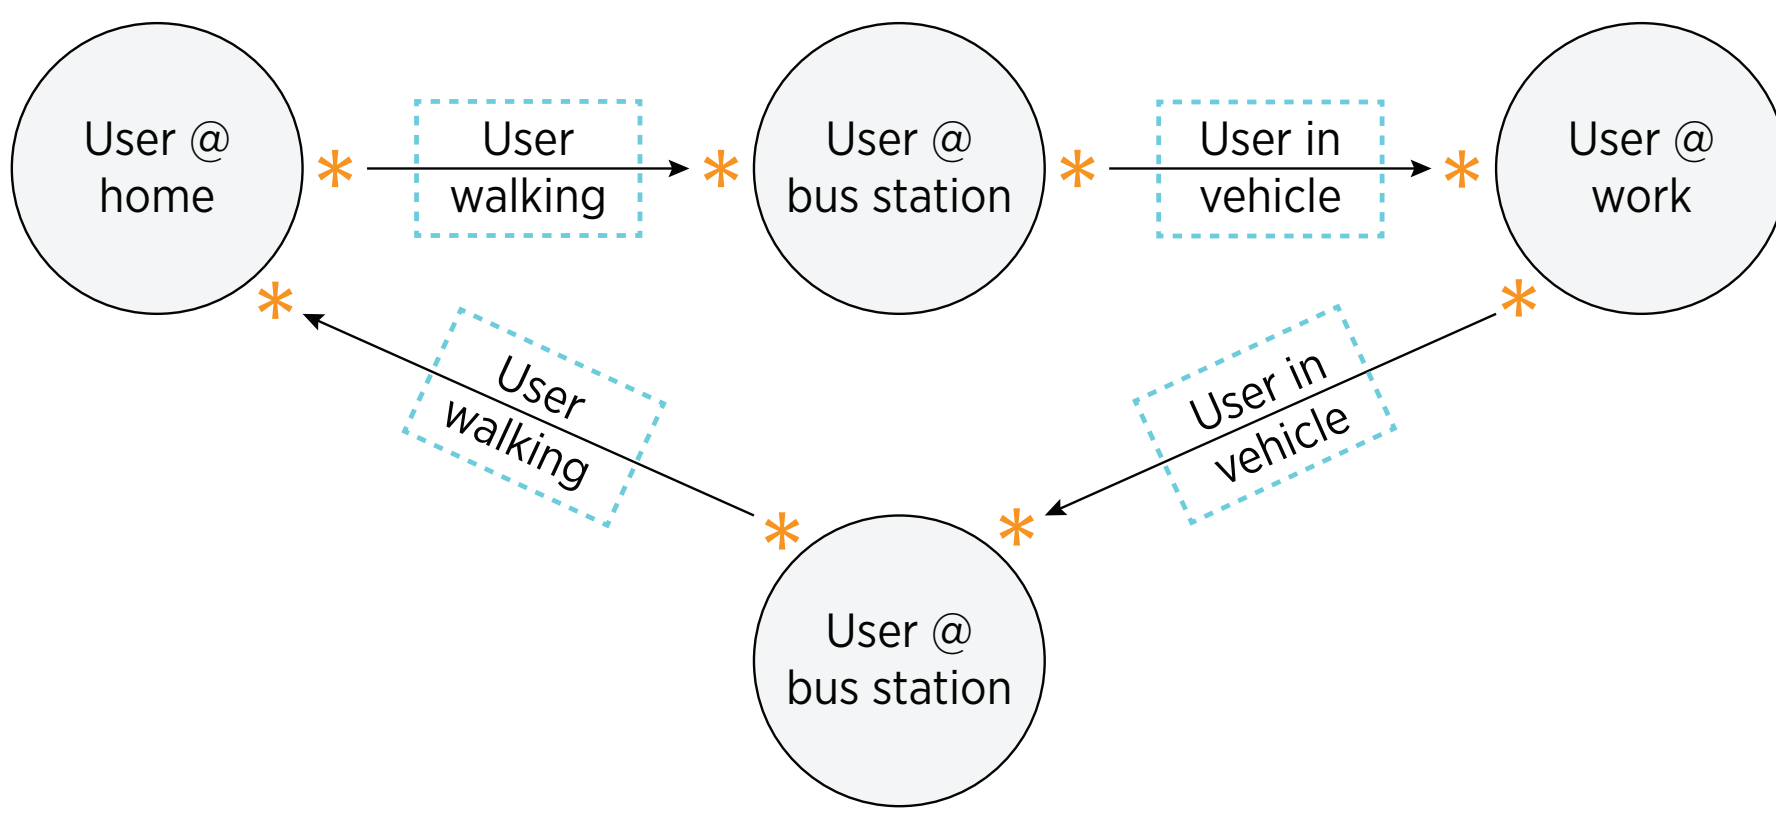 User @
home
*
User
walking
*
User @
bus station
*
User in
vehicle
*
User @
work
*
User
walking
*
*
User in
vehicle
*
*
User @
bus station